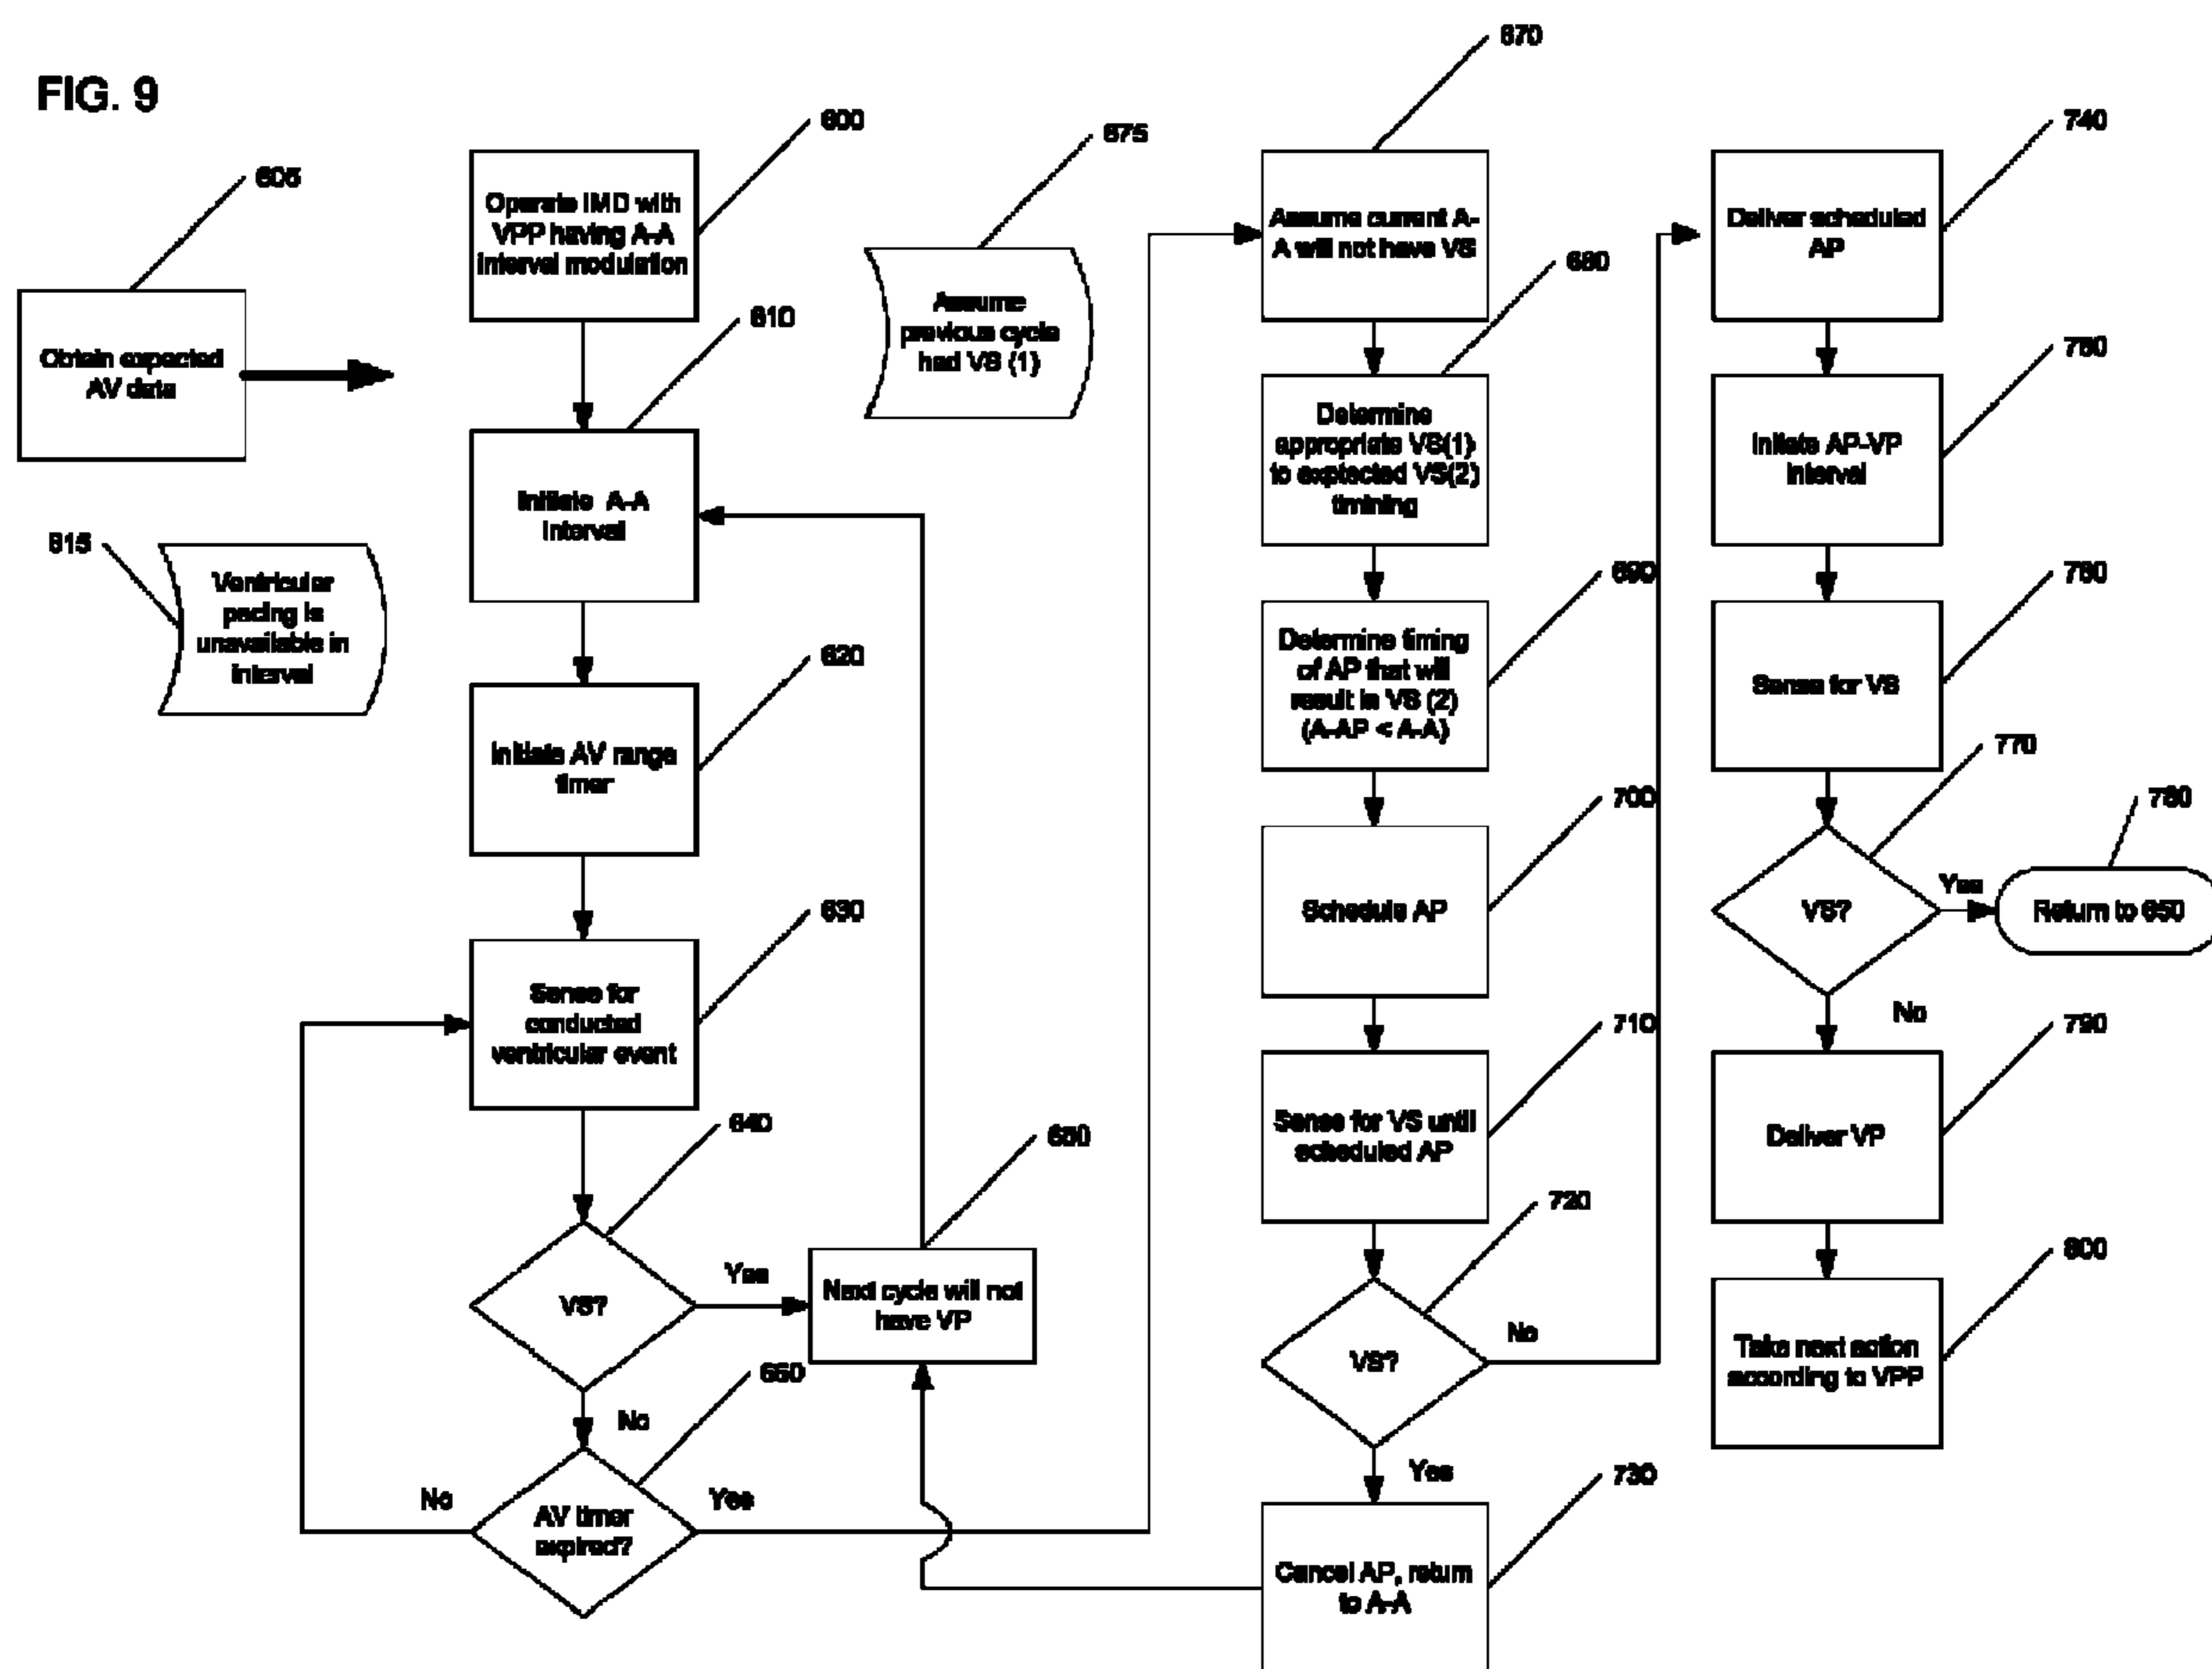 FIG. 9
605
Obtain expected
AV data
600
Operate IMD with
VPP having A-A
interval modulation
610
Initiate A-A
Interval
615
Ventricular
pacing is
unavailable in
interval
620
Initiate AV range
timer
630
Sense for
conducted
ventricular event
640
VS?
Yes
No
650
Next cycle will not
have VP
660
AV timer
expired?
No
Yes
675
Assume
previous cycle
had VS (1)
670
Assume current A-
A will not have VS
680
Determine
appropriate VS(1)
to exptected VS(2)
timining
690
Determine timing
of AP that will
result in VS (2)
(A-AP < A-A)
700
Schedule AP
710
Sense for VS until
scheduled AP
720
VS?
No
Yes
730
Cancel AP, return
to A-A
740
Deliver scheduled
AP
750
Initiate AP-VP
interval
760
Sense for VS
770
VS?
Yes
780
Return to 650
No
790
Deliver VP
800
Take next action
according to VPP